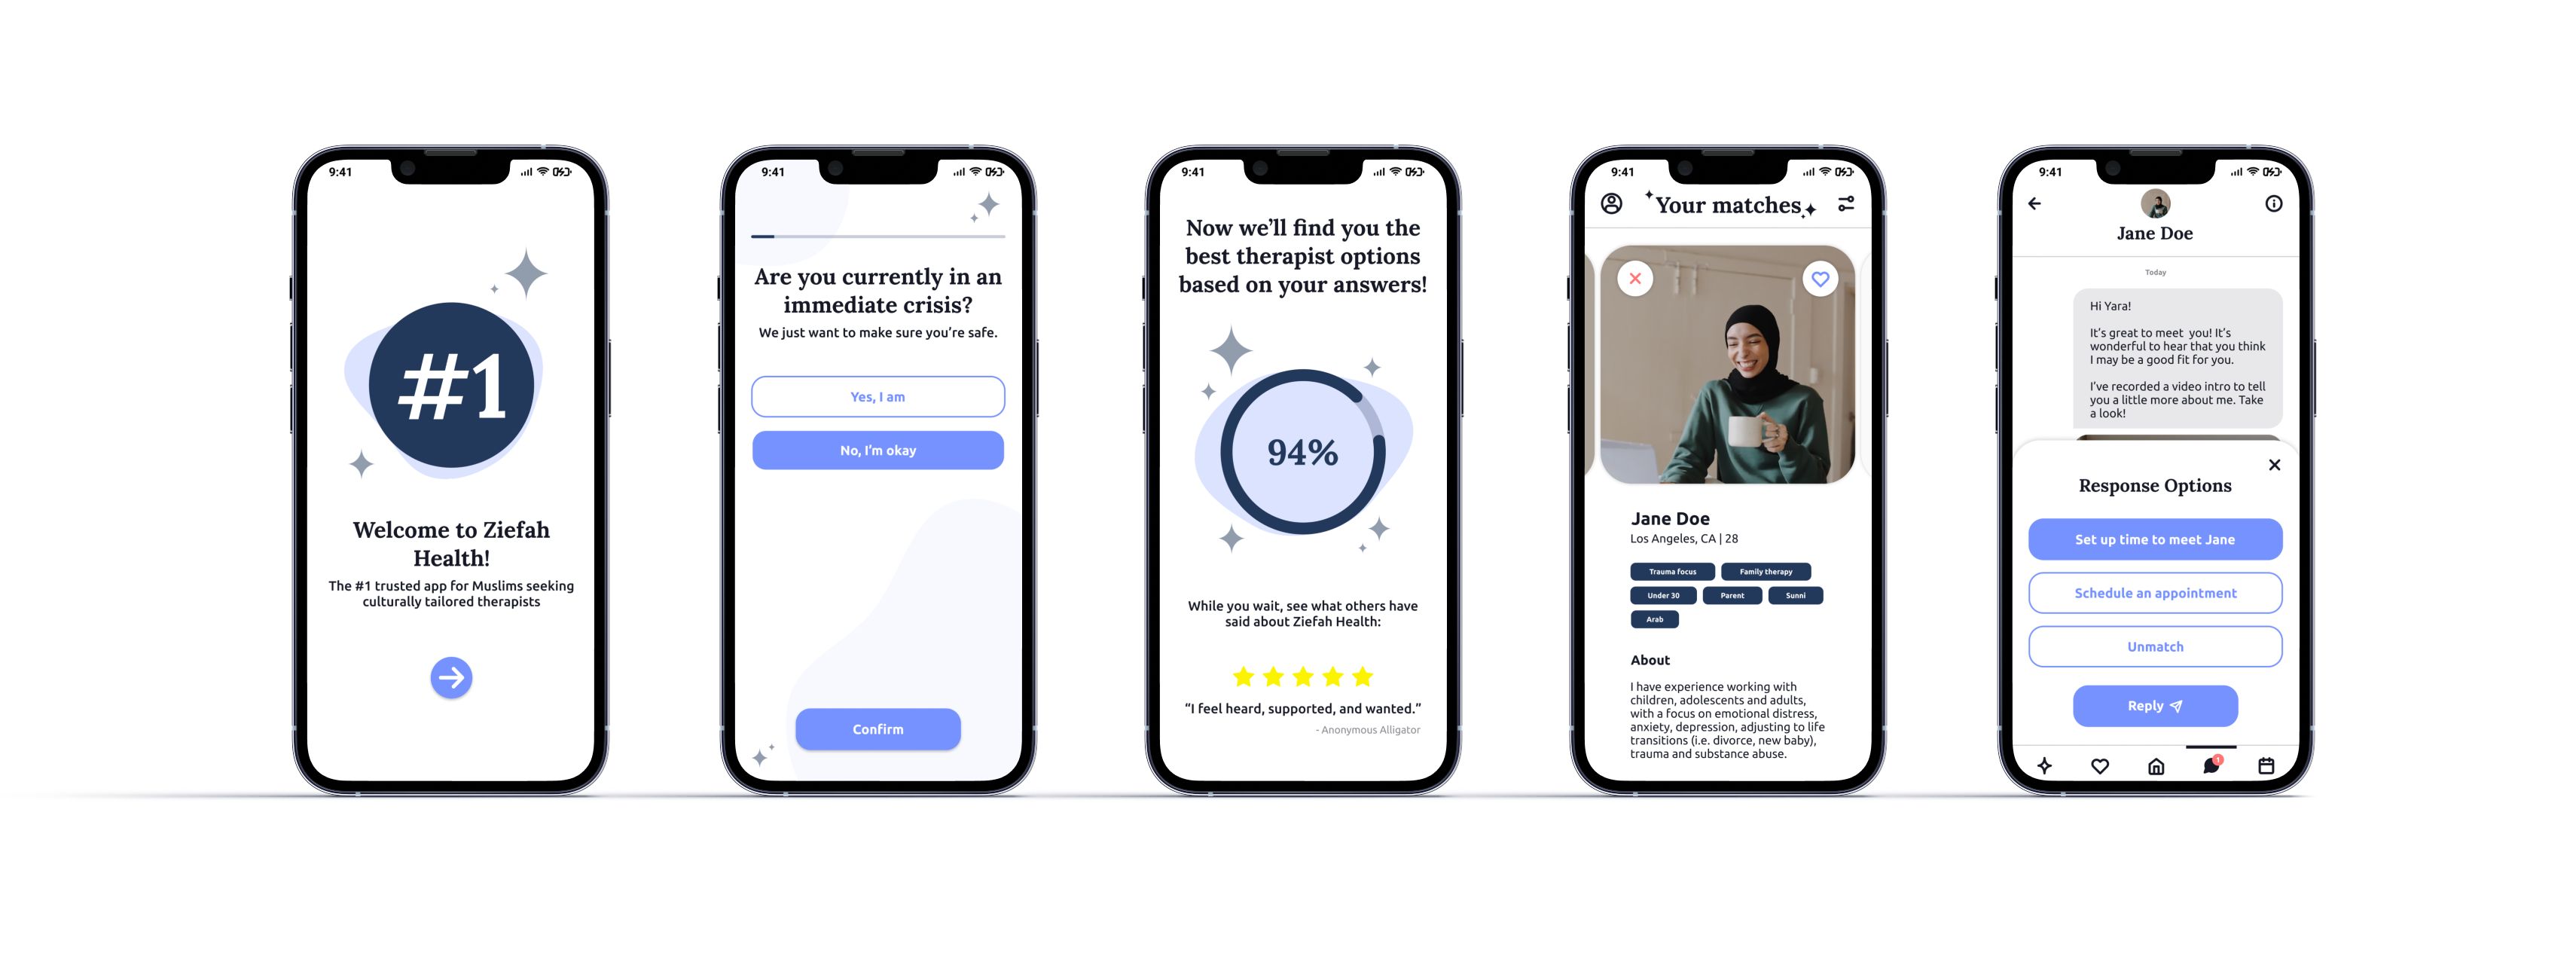 9:41
#1
Welcome to Ziefah
Health!
The #1 trusted app for Muslims seeking
culturally tailored therapists
9:41
Are you currently in an
immediate crisis?
We just want to make sure you're safe.
Yes, I am
No, I'm okay
Confirm
9:41
Now we'll find you the
best therapist options
based on your answers!
94%
While you wait, see what others have
said about Ziefah Health:
“I feel heard, supported, and wanted.”
- Anonymous Alligator
9:41
Your matches
Jane Doe
Los Angeles, CA | 28
Trauma focus Family therapy
Under 30 Parent Sunni
Arab
About
I have experience working with
children, adolescents and adults,
with a focus on emotional distress,
anxiety, depression, adjusting to life
transitions (i.e. divorce, new baby),
trauma and substance abuse.
9:41
Jane Doe
Today
Hi Yara!
It's great to meet you! It's
wonderful to hear that you think
I may be a good fit for you.
I've recorded a video intro to tell
you a little more about me. Take
a look!
Response Options
Set up time to meet Jane
Schedule an appointment
Unmatch
Reply
1